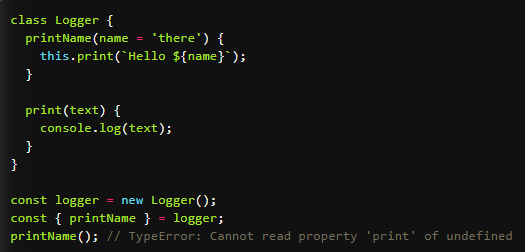 class Logger {
  printName(name = 'there') {
    this.print(`Hello ${name}`);
  }

  print(text) {
    console.log(text);
  }
}

const logger = new Logger();
const { printName } = logger;
printName(); // TypeError: Cannot read property 'print' of undefined